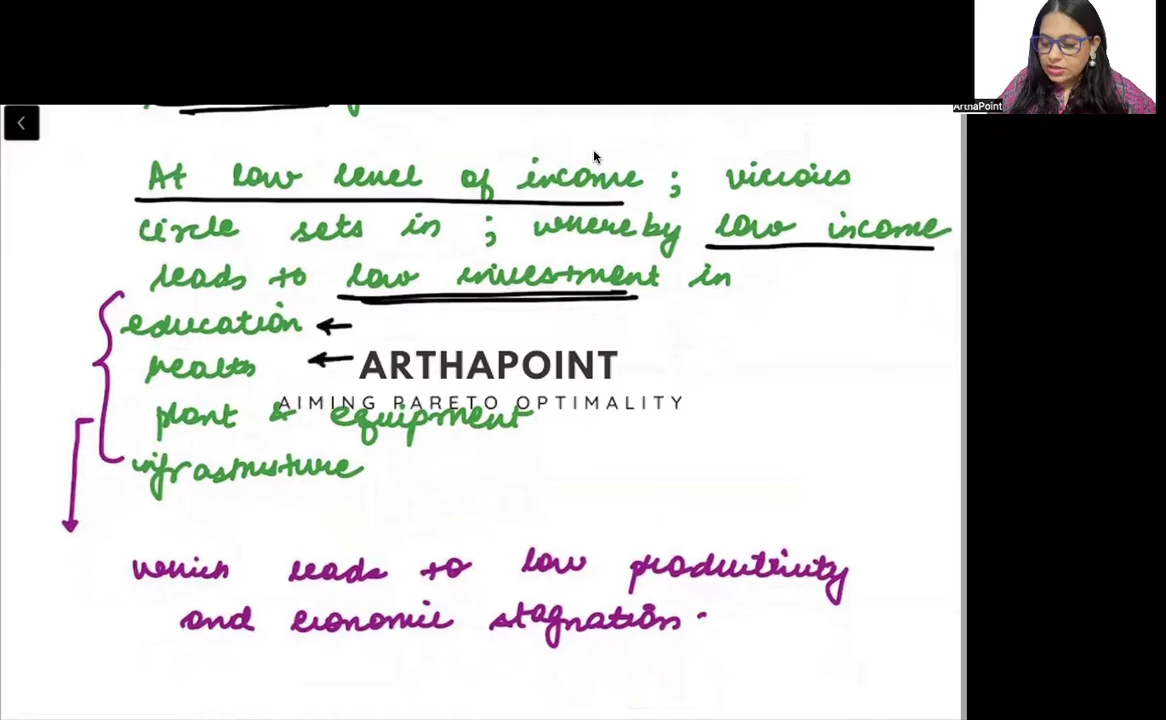 ArthaPoint
At low level of income ; vicious
circle sets in ; whereby low income
leads to low investment in
education
health
ARTHAPOINT
AIMING PARETO OPTIMALITY
plant & equipment
infrastructure
which leads to low productivity
and economic stagnation.